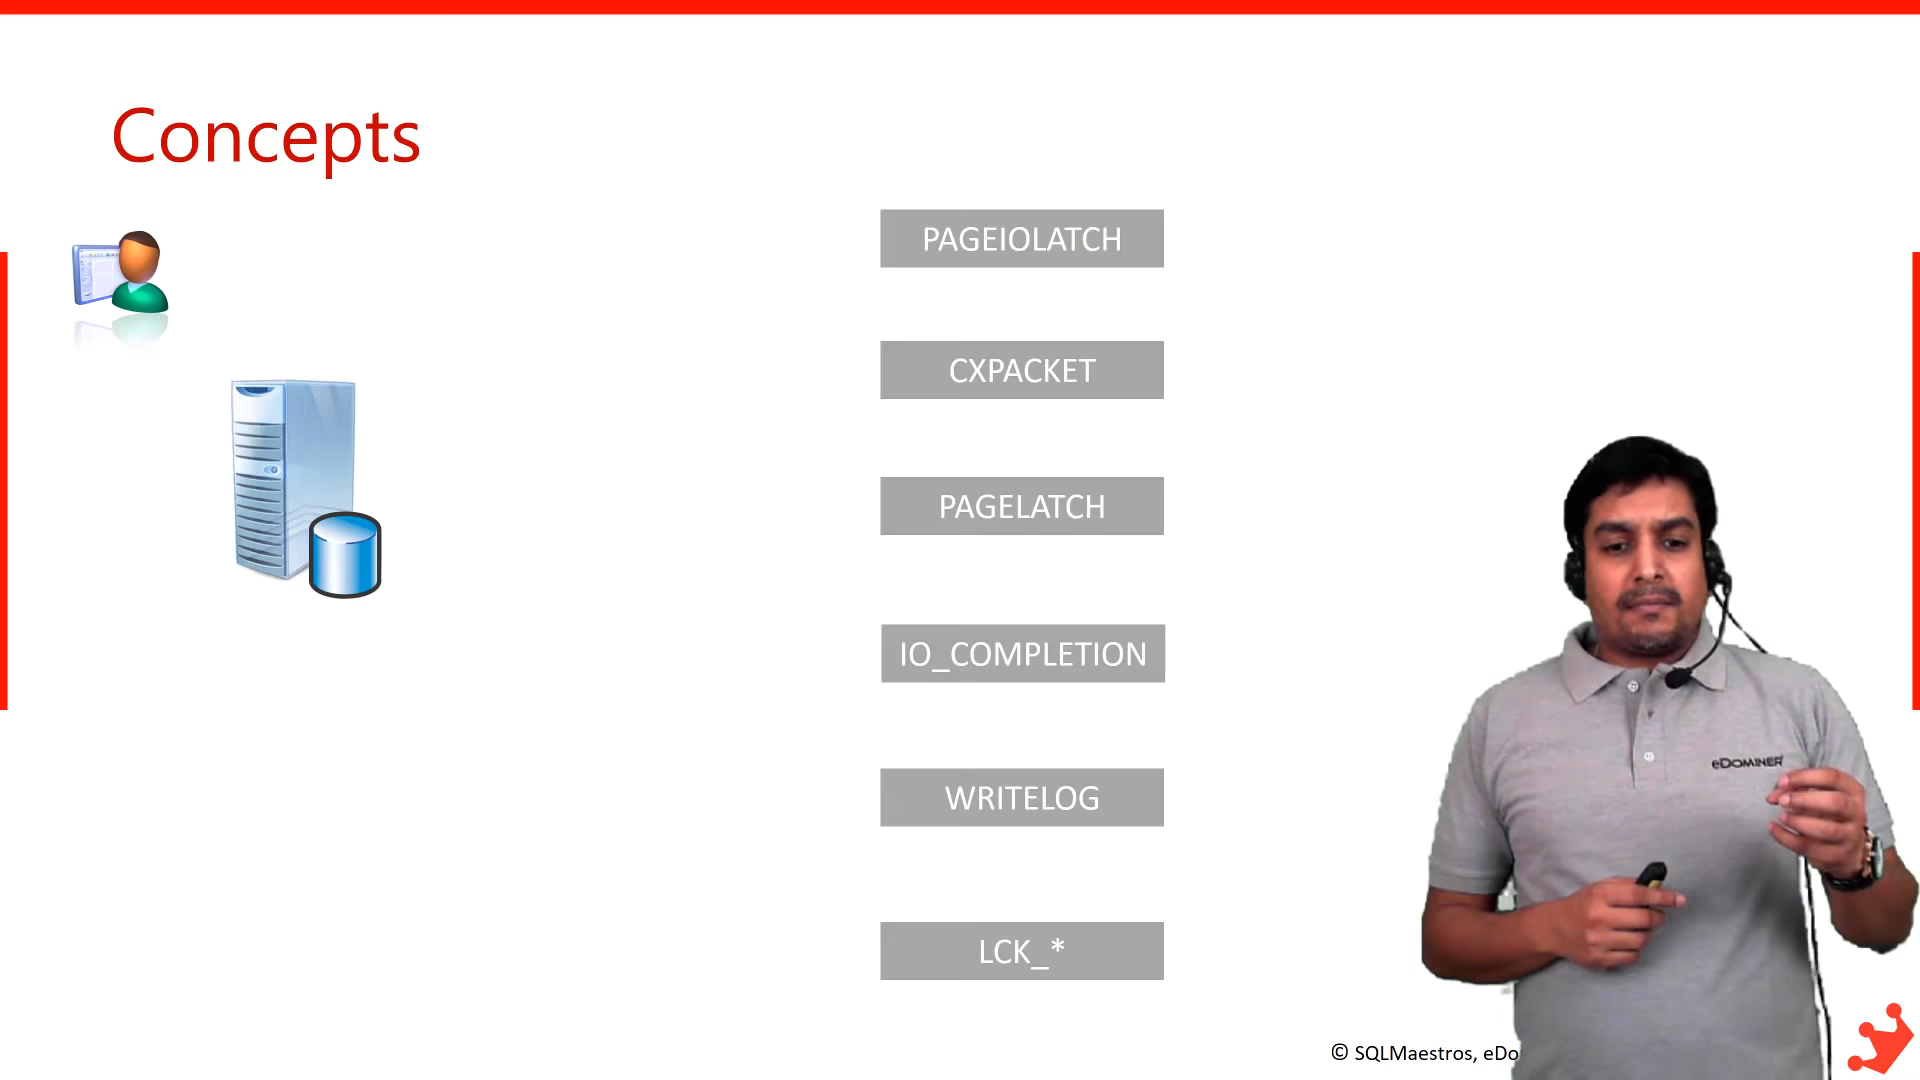 Concepts
PAGEIOLATCH
CXPACKET
PAGELATCH
IO_COMPLETION
WRITELOG
LCK_*
eDOMINER
© SQLMaestros, eDo